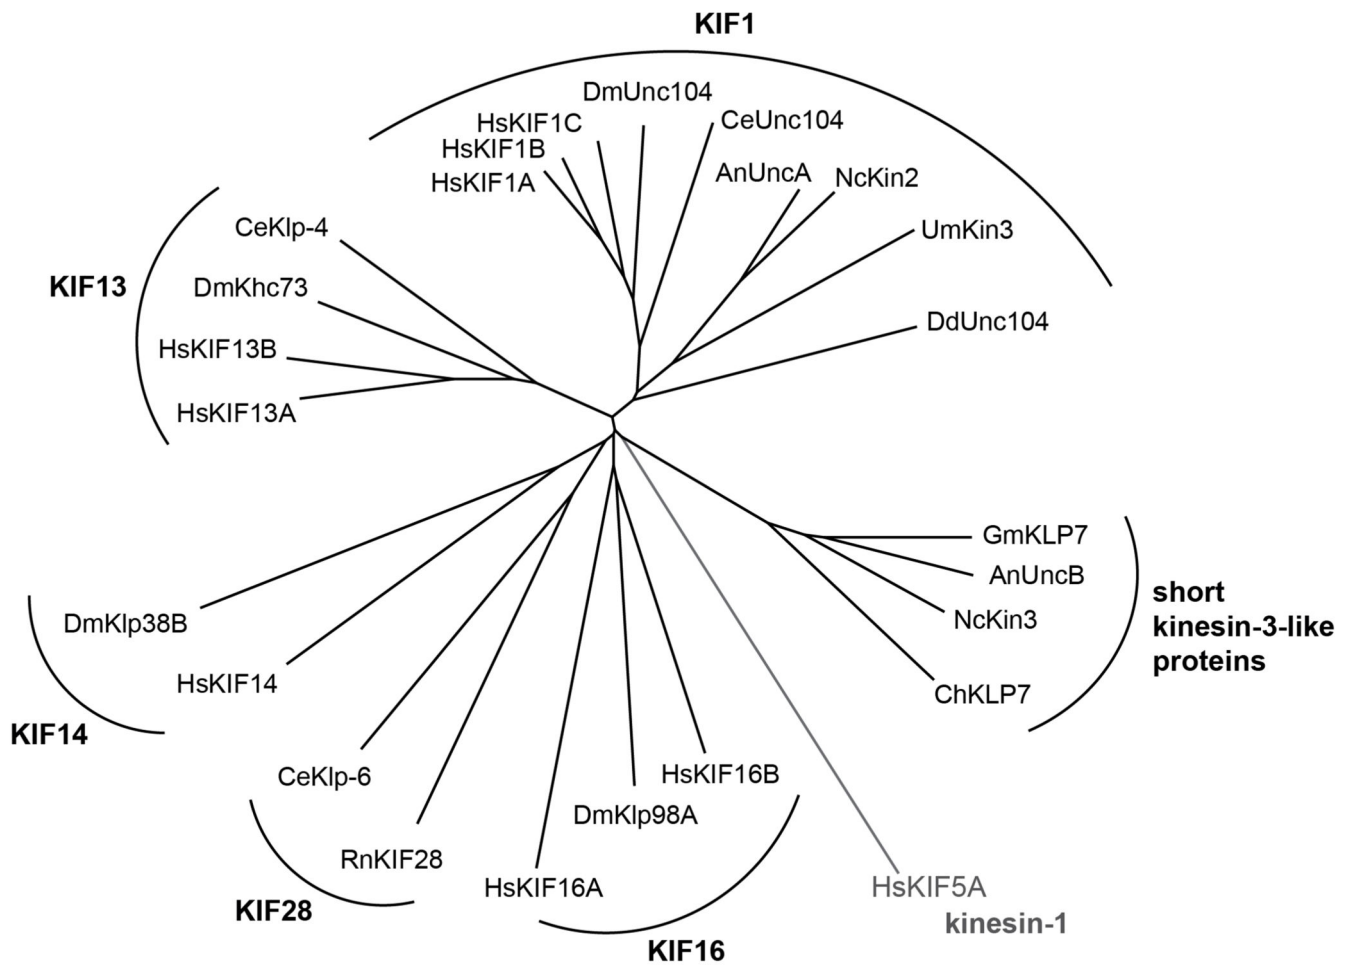 KIF1
DmUnc104
HsKIF1C
CeUnc104
HsKIF1B
HsKIF1A
AnUncA
NcKin2
CeKlp-4
UmKin3
KIF13
DmKhc73
DdUnc104
HsKIF13B
HsKIF13A
GmKLP7
AnUncB
short
kinesin-3-like
proteins
NcKin3
DmKlp38B
HsKIF14
ChKLP7
KIF14
CeKlp-6
HsKIF16B
DmKlp98A
RnKIF28
HsKIF16A
HsKIF5A
KIF28
kinesin-1
KIF16